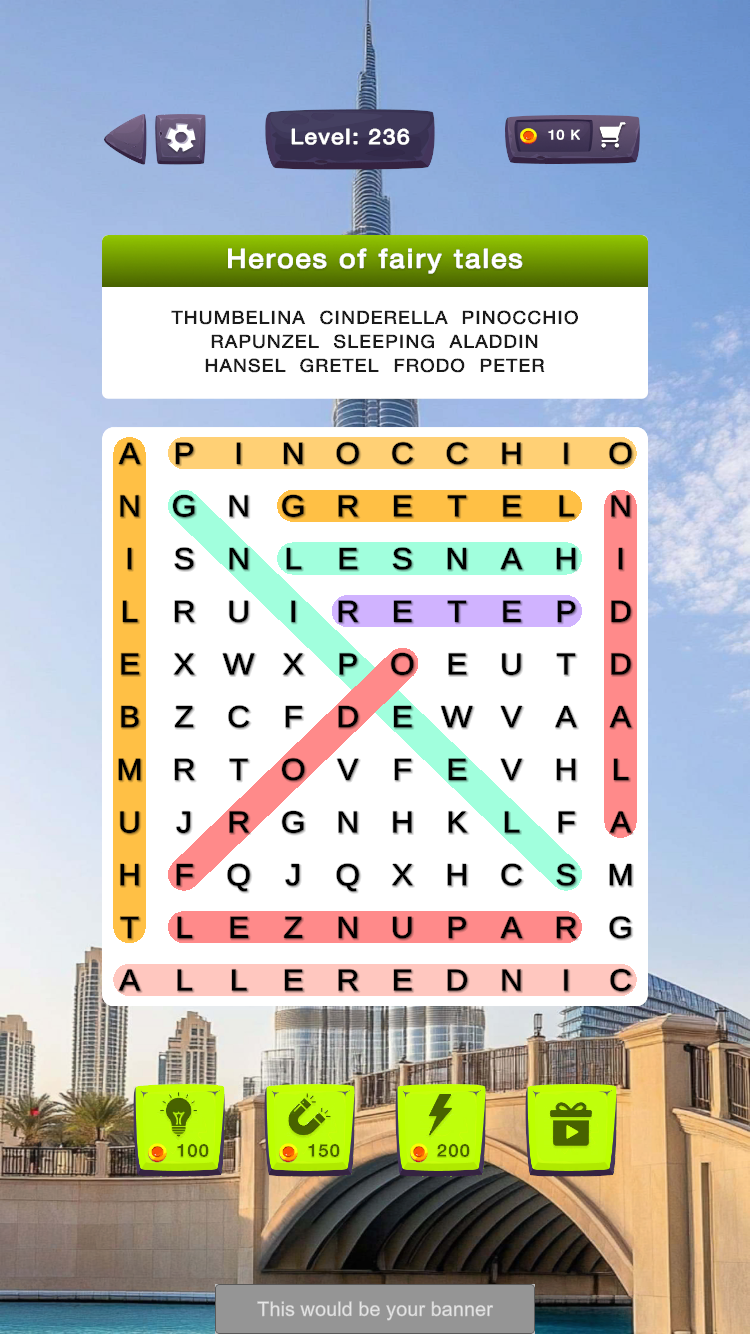 Level: 236
10 K
Heroes of fairy tales
THUMBELINA CINDERELLA PINOCCHIO
RAPUNZEL SLEEPING ALADDIN
HANSEL GRETEL FRODO PETER
A P I N O C C H I O
N G N G R E T E L N
I S N L E S N A H I
L R U I R E T E P D
E X W X P O E U T D
B Z C F D E W V A A
M R T O V F E V H L
U J R G N H K L F A
H F Q J Q X H C S M
T L E Z N U P A R G
A L L E R E D N I C
100 150 200
This would be your banner